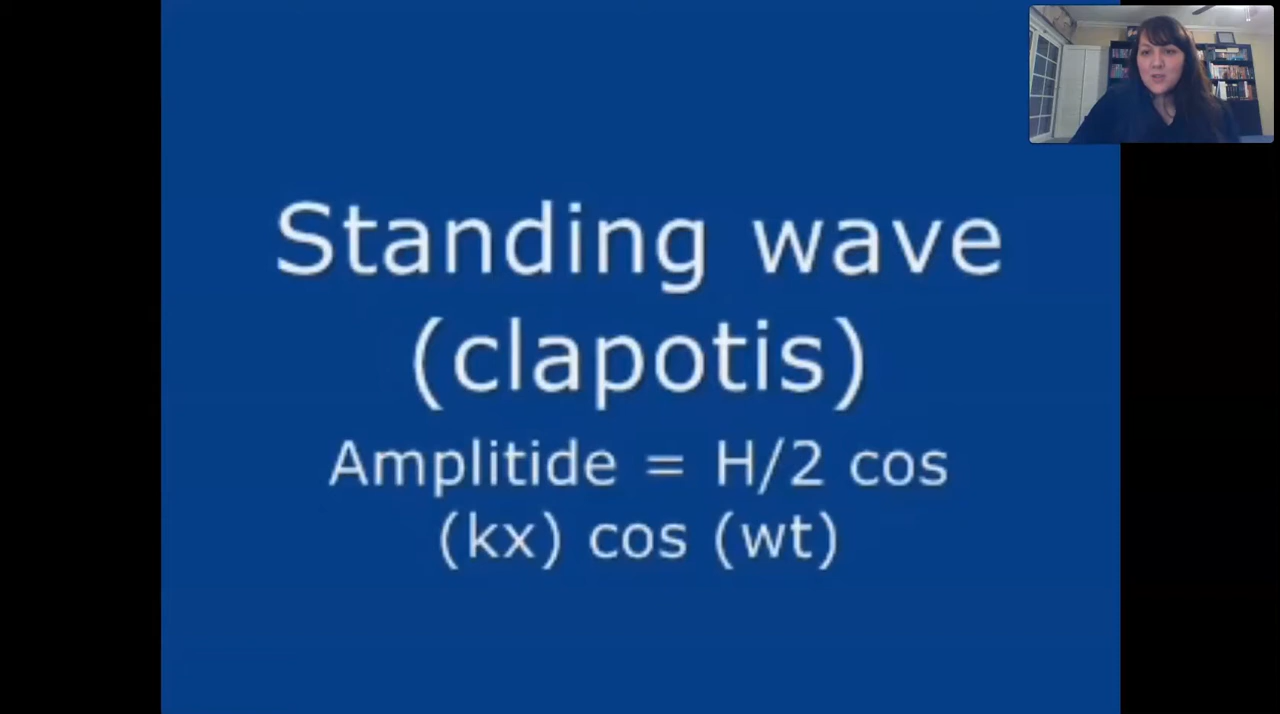 Standing wave
(clapotis)
Amplitide = H/2 cos
(kx) cos (wt)